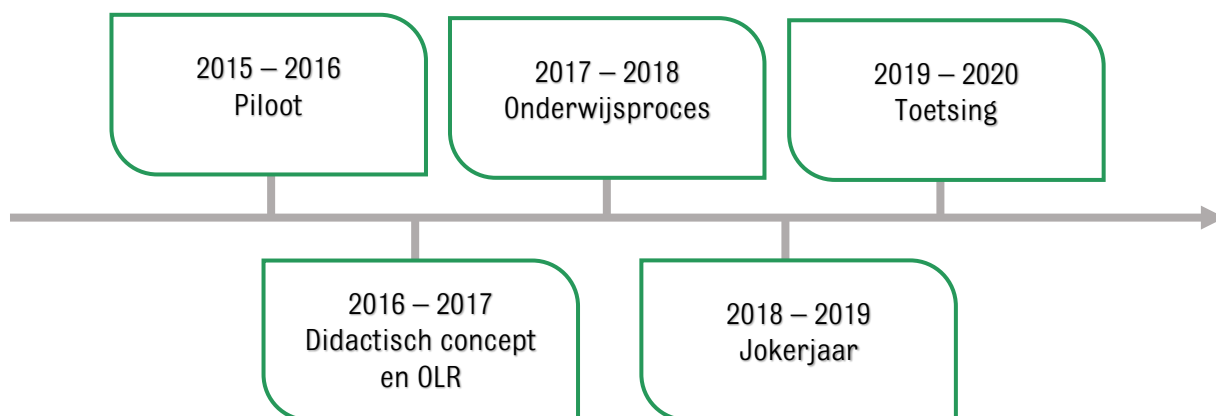 2015 – 2016
Piloot
2017 – 2018
Onderwijsproces
2019 – 2020
Toetsing
2016 – 2017
Didactisch concept
en OLR
2018 – 2019
Jokerjaar